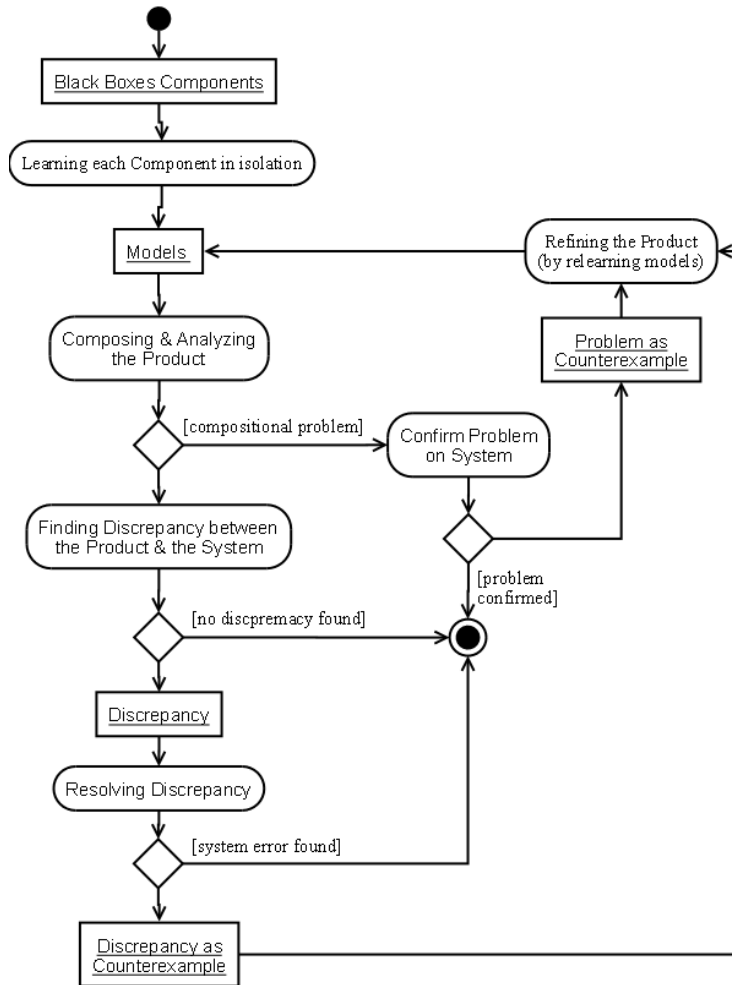 Black Boxes Components
Learning each Component in isolation
Models
Refining the Product
(by relearning models)
Composing & Analyzing
the Product
Problem as
Counterexample
[compositional problem]
Confirm Problem
on System
Finding Discrepancy between
the Product & the System
[problem
confirmed]
[no discpremacy found]
Discrepancy
Resolving Discrepancy
[system error found]
Discrepancy as
Counterexample